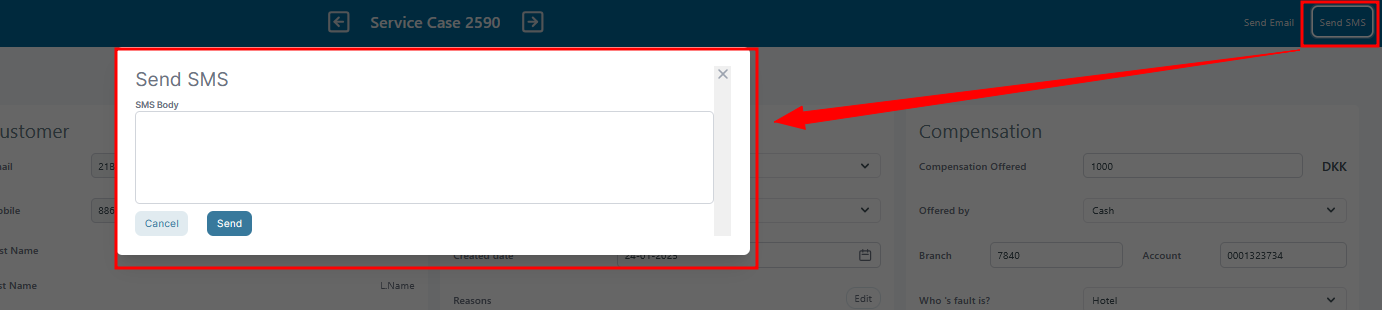 Service Case 2590
Send Email
Send SMS
Send SMS
SMS Body
Cancel
Send
ustomer
ail
218
obile
886
st Name
st Name
L.Name
Created date
24-01-2025
Reasons
Edit
Compensation
Compensation Offered
1000
DKK
Offered by
Cash
Branch
7840
Account
0001323734
Who 's fault is?
Hotel